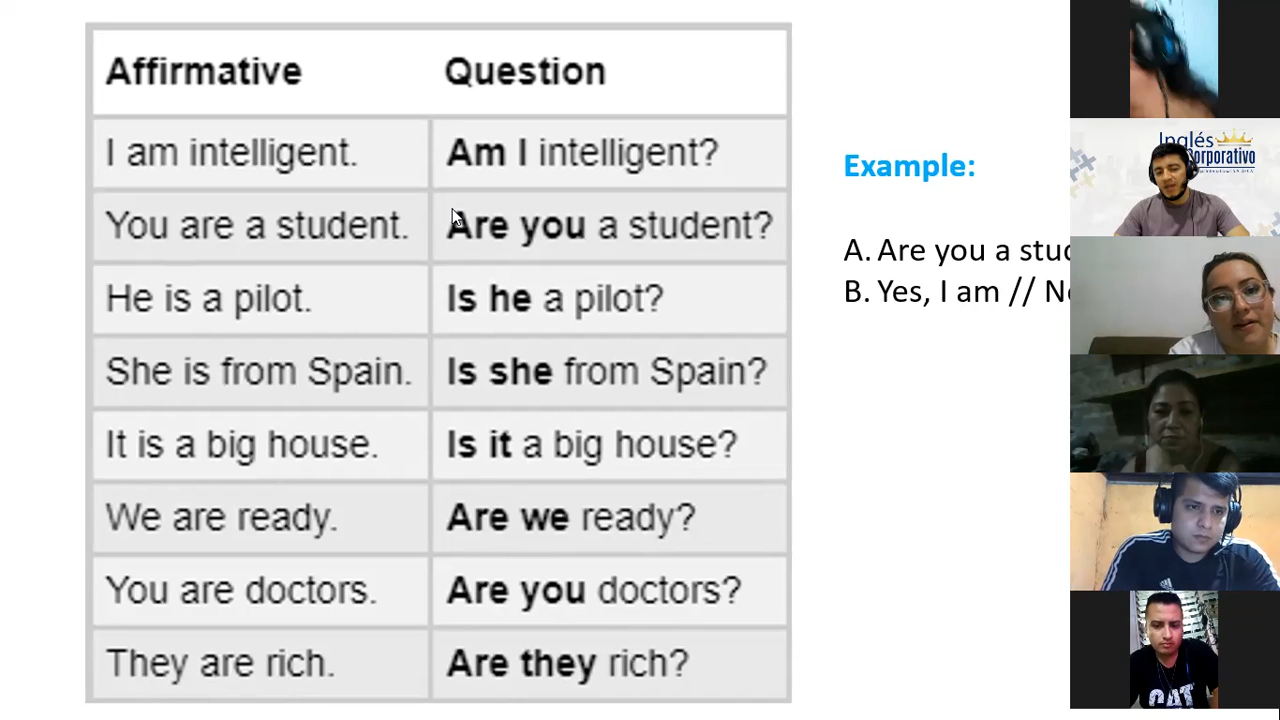 Affirmative Question
I am intelligent. Am I intelligent?
You are a student. Are you a student?
He is a pilot. Is he a pilot?
She is from Spain. Is she from Spain?
It is a big house. Is it a big house?
We are ready. Are we ready?
You are doctors. Are you doctors?
They are rich. Are they rich?
Example:
A. Are you a stud
B. Yes, I am // No
Inglés
orporativo
CAT